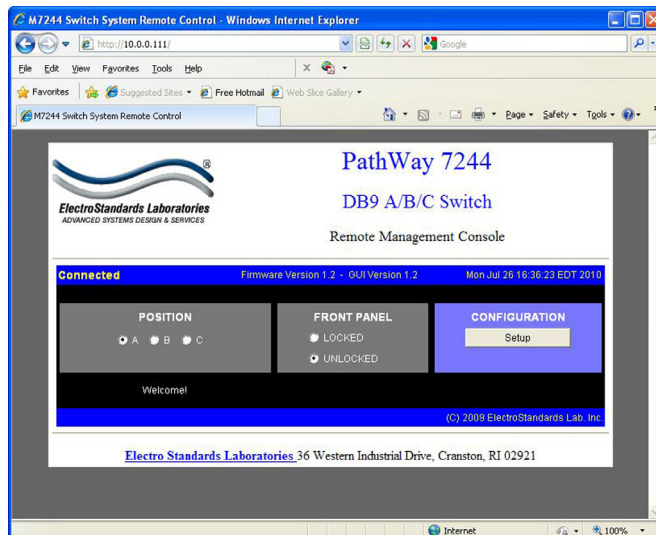 M7244 Switch System Remote Control - Windows Internet Explorer
http://10.0.0.111/
Google
File Edit View Favorites Tools Help
Favorites Suggested Sites Free Hotmail Web Slice Gallery
M7244 Switch System Remote Control
Page Safety Tools
PathWay 7244
DB9 A/B/C Switch
Remote Management Console
®
ElectroStandards Laboratories
ADVANCED SYSTEMS DESIGN & SERVICES
Connected Firmware Version 1.2 - GUI Version 1.2 Mon Jul 26 16:36:23 EDT 2010
POSITION
A B C
FRONT PANEL
LOCKED
UNLOCKED
CONFIGURATION
Setup
Welcome!
(C) 2009 ElectroStandards Lab. Inc.
Electro Standards Laboratories 36 Western Industrial Drive, Cranston, RI 02921
Internet 100%